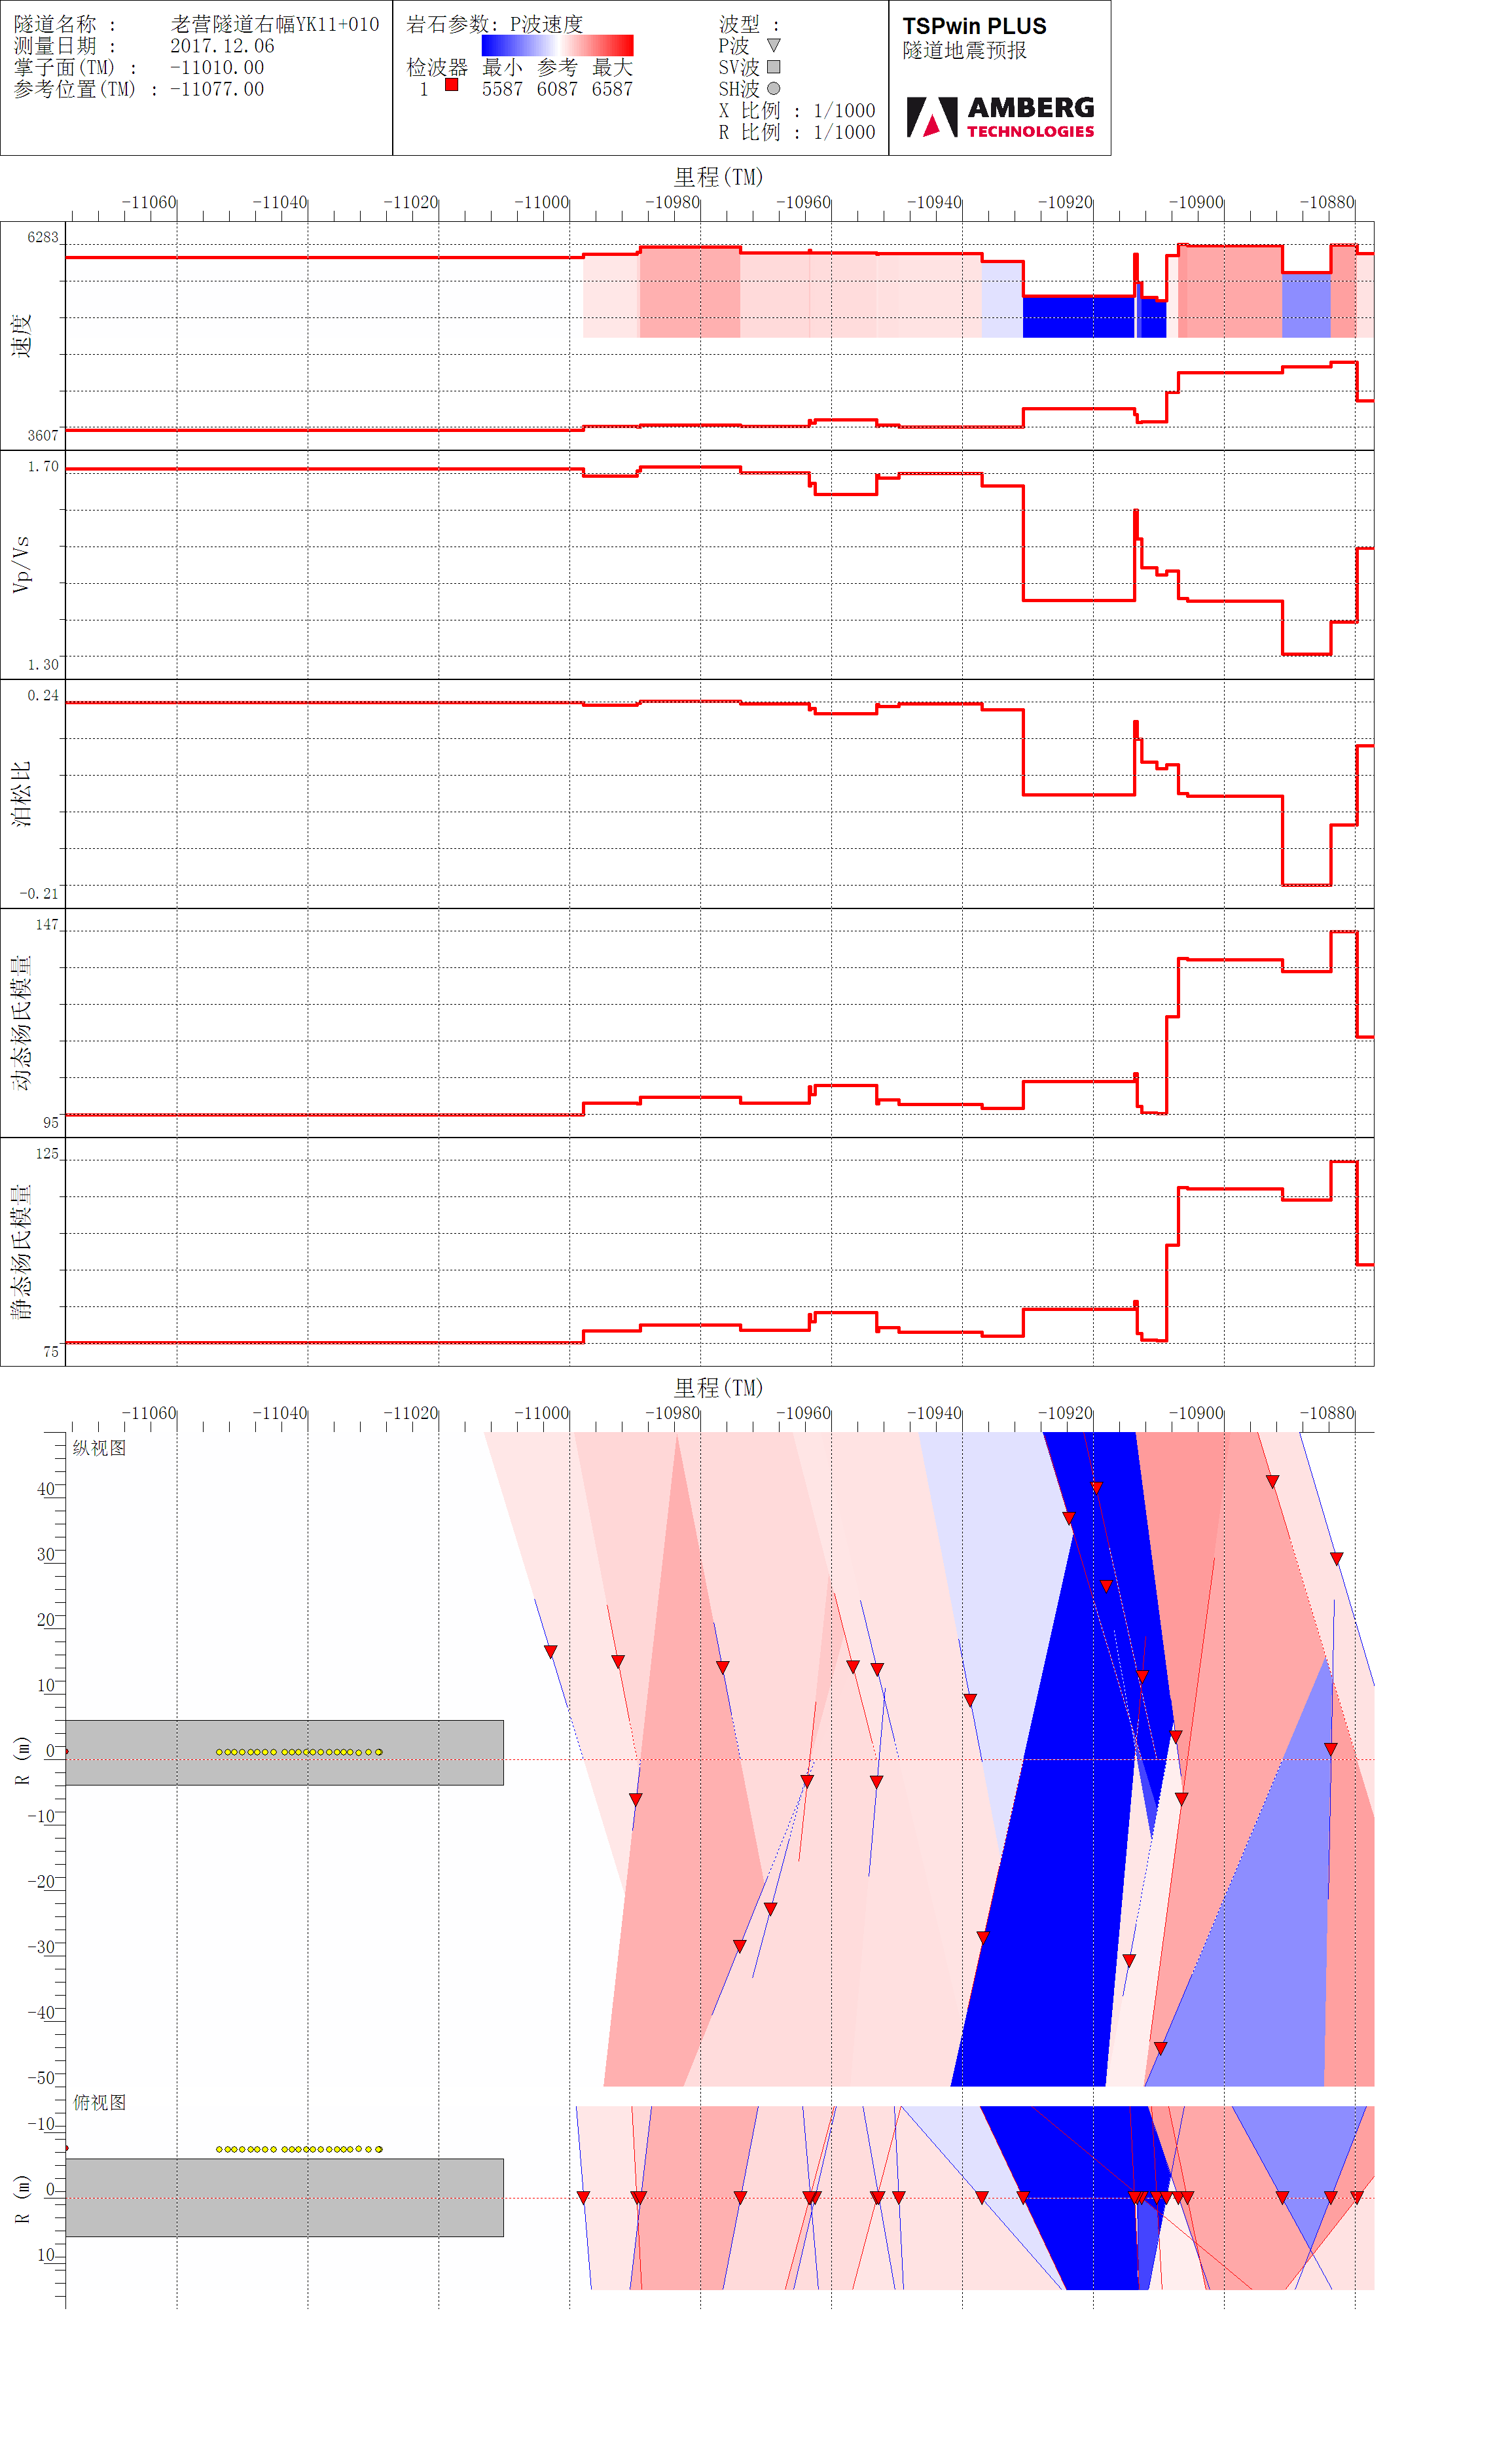 隧道名称 : 老营隧道右幅YK11+010
测量日期 : 2017.12.06
掌子面(TM) : -11010.00
参考位置(TM) : -11077.00
岩石参数: P波速度
检波器 最小 参考 最大
1 5587 6087 6587
波型 :
P波
SV波
SH波
X 比例 : 1/1000
R 比例 : 1/1000
TSPwin PLUS
隧道地震预报
AMBERG
TECHNOLOGIES
里程(TM)
-11060 -11040 -11020 -11000 -10980 -10960 -10940 -10920 -10900 -10880
6283
速度
3607
1.70
Vp/Vs
1.30
0.24
泊松比
-0.21
147
动态杨氏模量
95
125
静态杨氏模量
75
里程(TM)
-11060 -11040 -11020 -11000 -10980 -10960 -10940 -10920 -10900 -10880
纵视图
40
30
20
10
0
R (m)
-10
-20
-30
-40
-50
俯视图
-10
0
R (m)
10